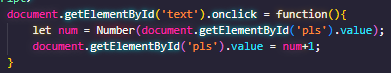 document.getElementById('text').onclick = function(){
    let num = Number(document.getElementById('pls').value);
    document.getElementById('pls').value = num+1;
}